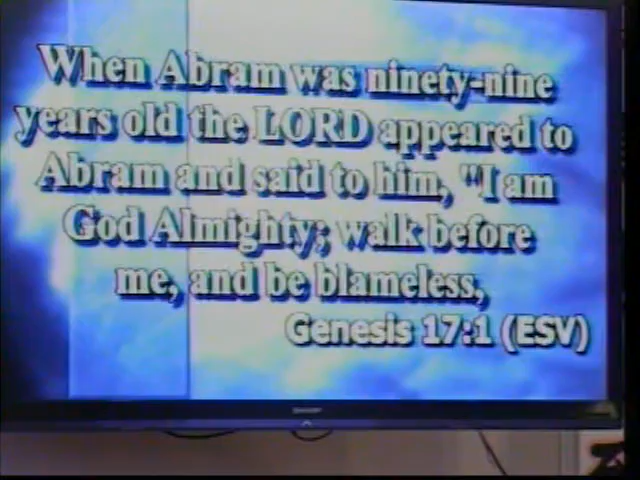 When Abram was ninety-nine
years old the LORD appeared to
Abram and said to him, "I am
God Almighty; walk before
me, and be blameless,
Genesis 17:1 (ESV)
SHARP